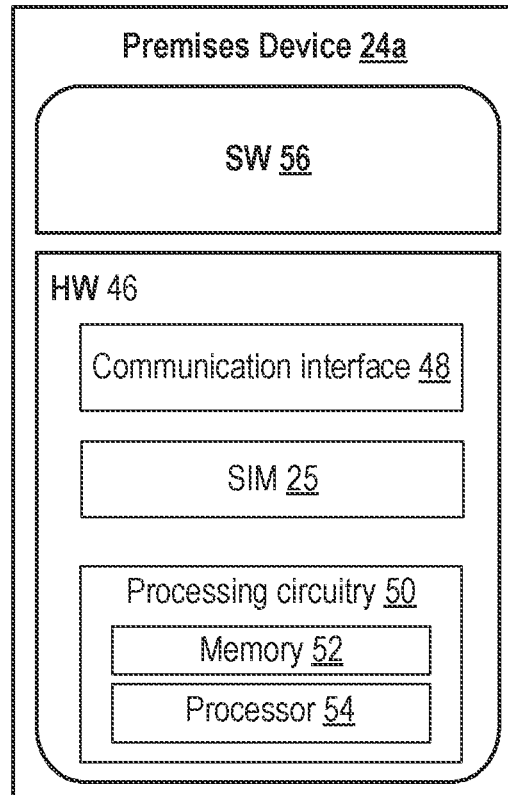 Premises Device 24a
SW 56
HW 46
Communication interface 48
SIM 25
Processing circuitry 50
Memory 52
Processor 54